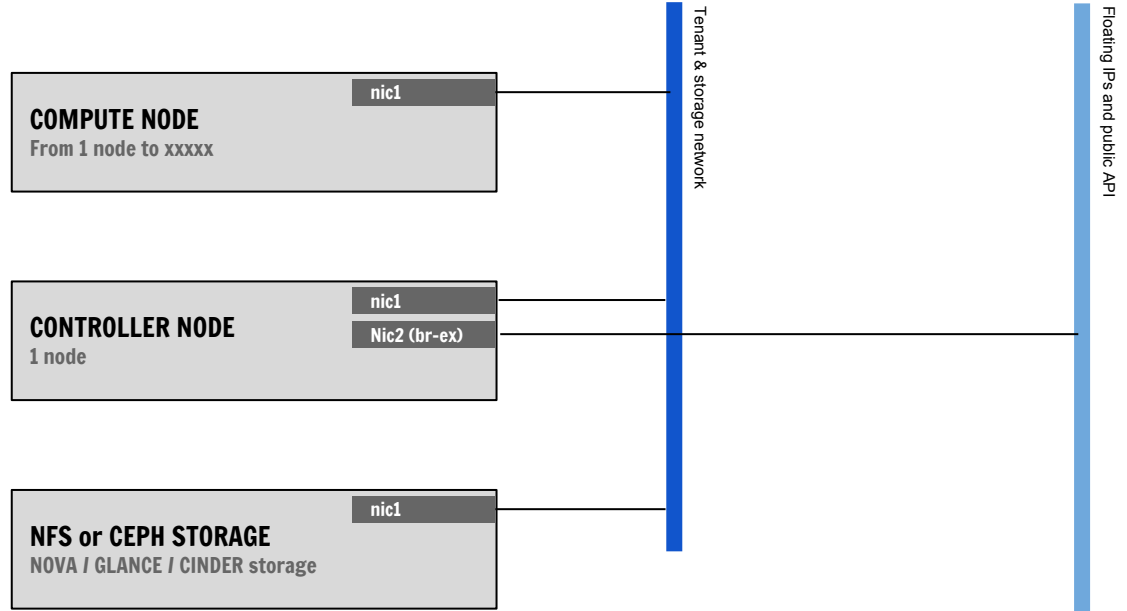 Tenant & storage network
Floating IPs and public API
nic1
COMPUTE NODE
From 1 node to xxxxx
nic1
CONTROLLER NODE
Nic2 (br-ex)
1 node
nic1
NFS or CEPH STORAGE
NOVA / GLANCE / CINDER storage